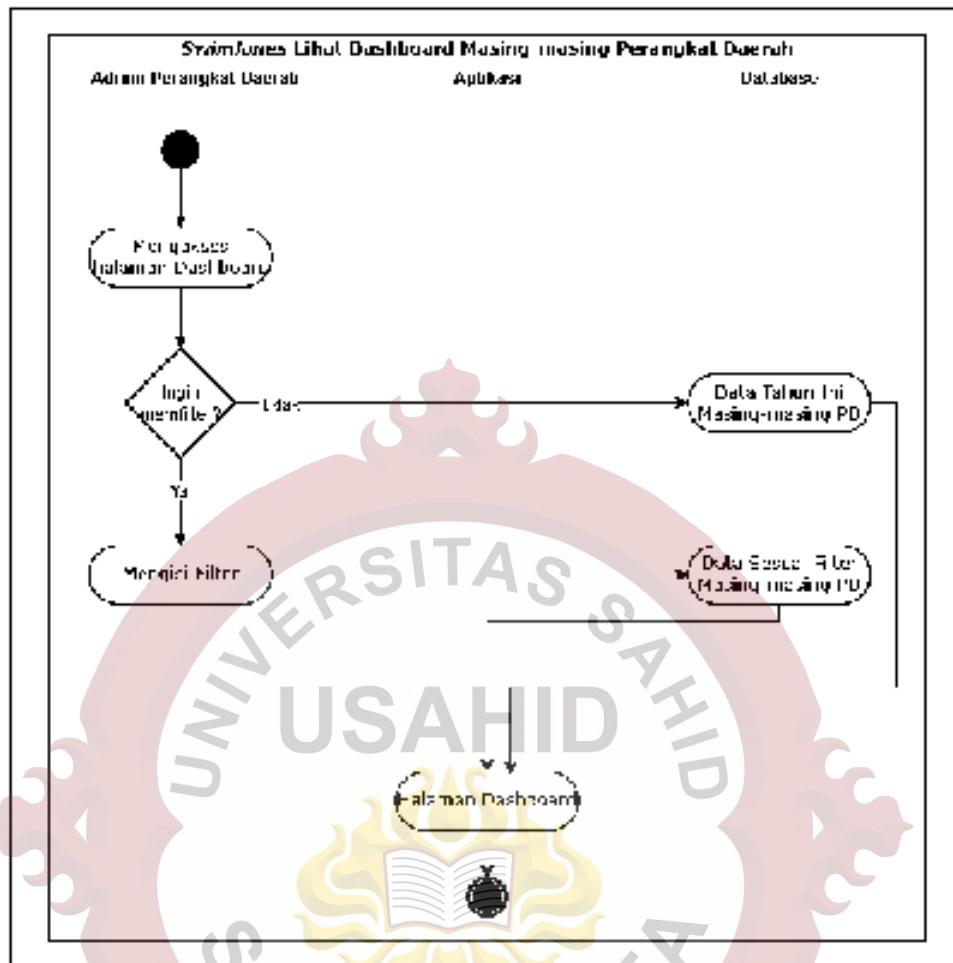 Swimlanes Lihat Dashboard Masing-masing Perangkat Daerah
Admin Perangkat Daerah
Aplikasi
Database
Mengakses
halaman Dashboard
Ingin
memfilter?
Tidak
Data Tahun Ini
Masing-masing PD
Ya
Mengisi Filter
Data Sesuai Filter
Masing-masing PD
UNIVERSITAS SAHID
USAHID
Halaman Dashboard